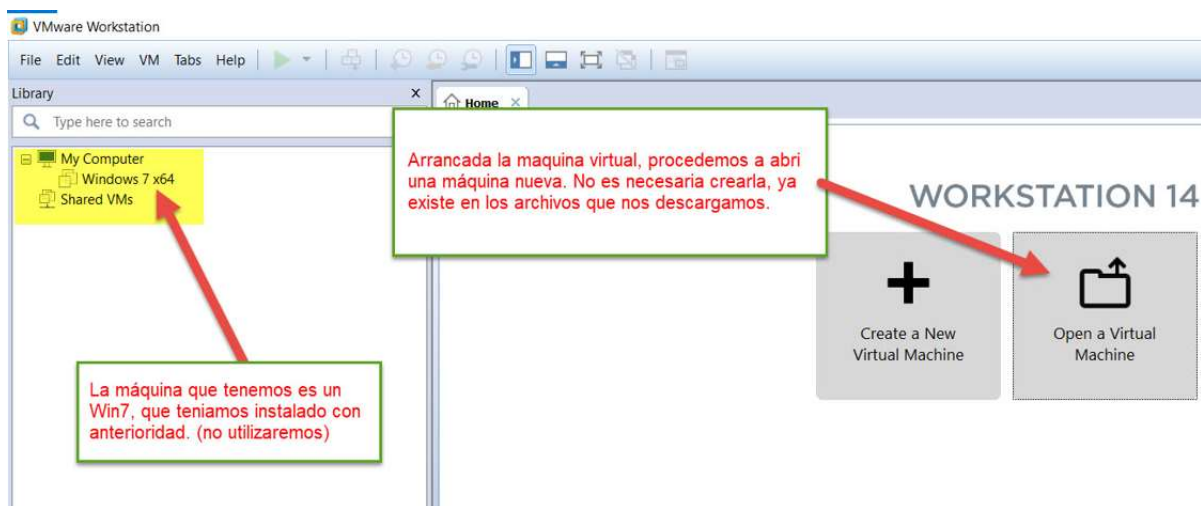 VMware Workstation
File Edit View VM Tabs Help
Library X
Home ×
Type here to search
My Computer
Windows 7 x64
Shared VMs
Arrancada la maquina virtual, procedemos a abri
una máquina nueva. No es necesaria crearla, ya
existe en los archivos que nos descargamos.
WORKSTATION 14
Create a New
Virtual Machine
Open a Virtual
Machine
La máquina que tenemos es un
Win7, que teniamos instalado con
anterioridad. (no utilizaremos)